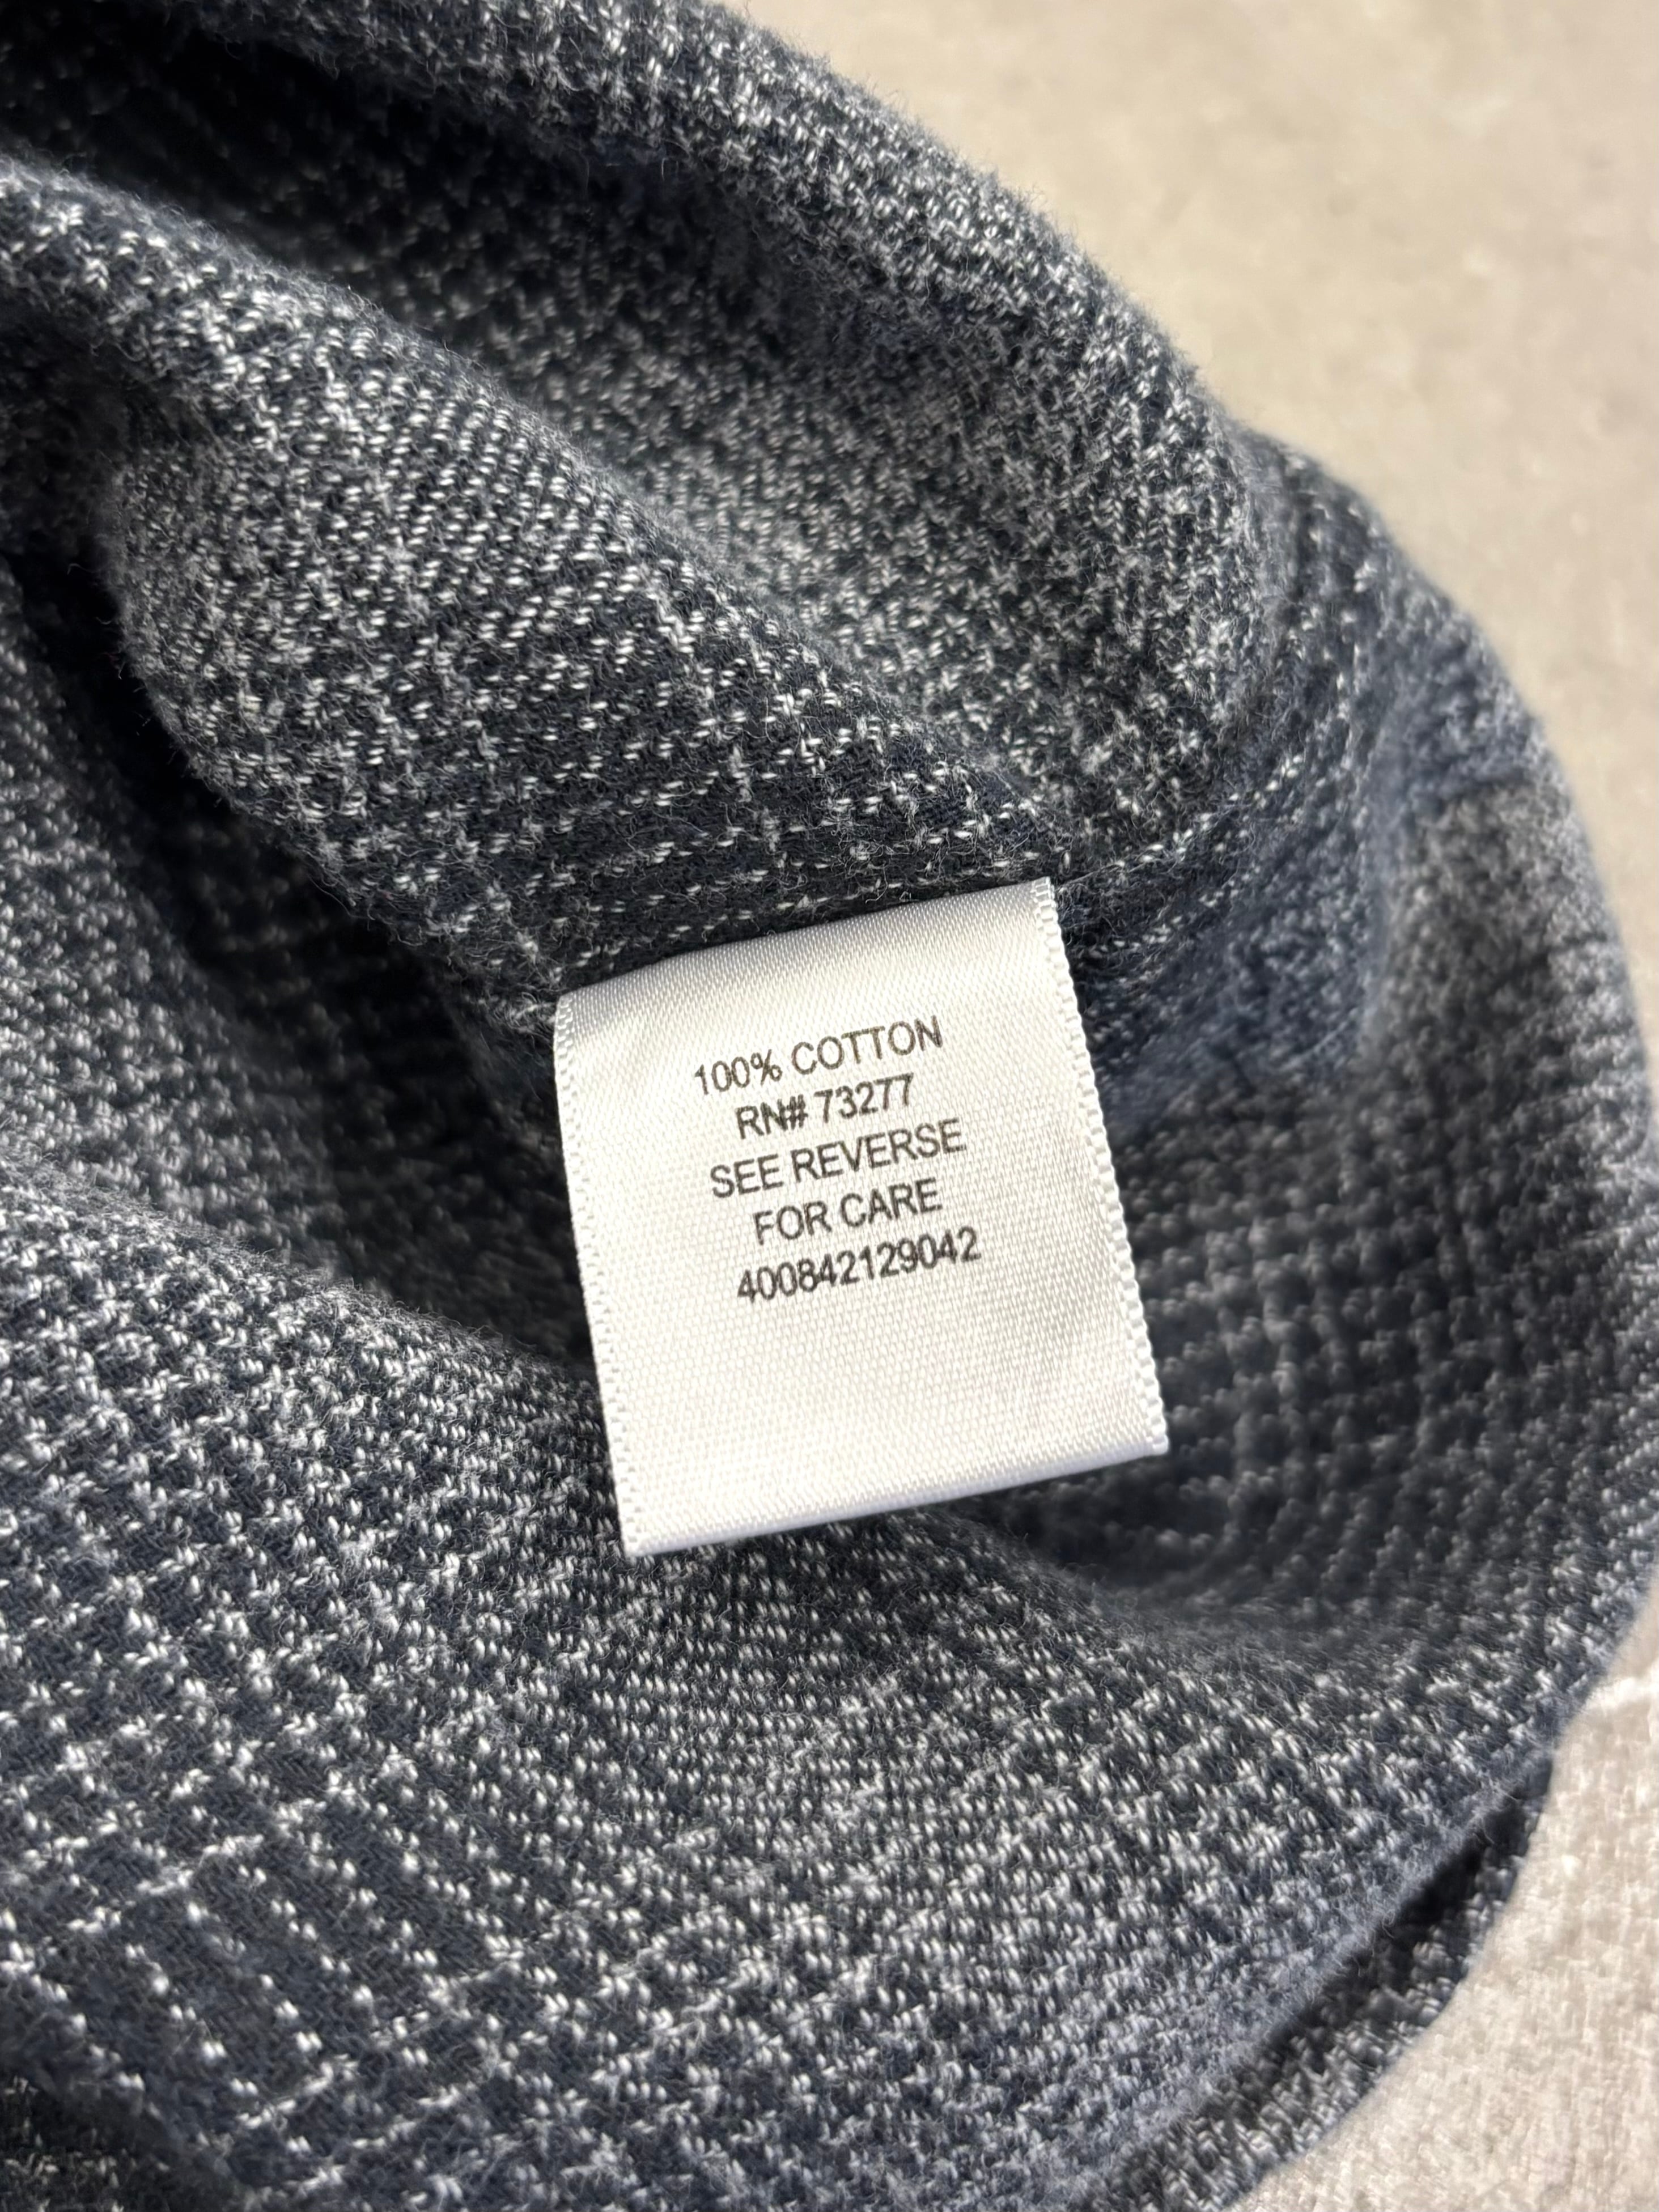 100% COTTON
RN# 73277
SEE REVERSE
FOR CARE
400842129042